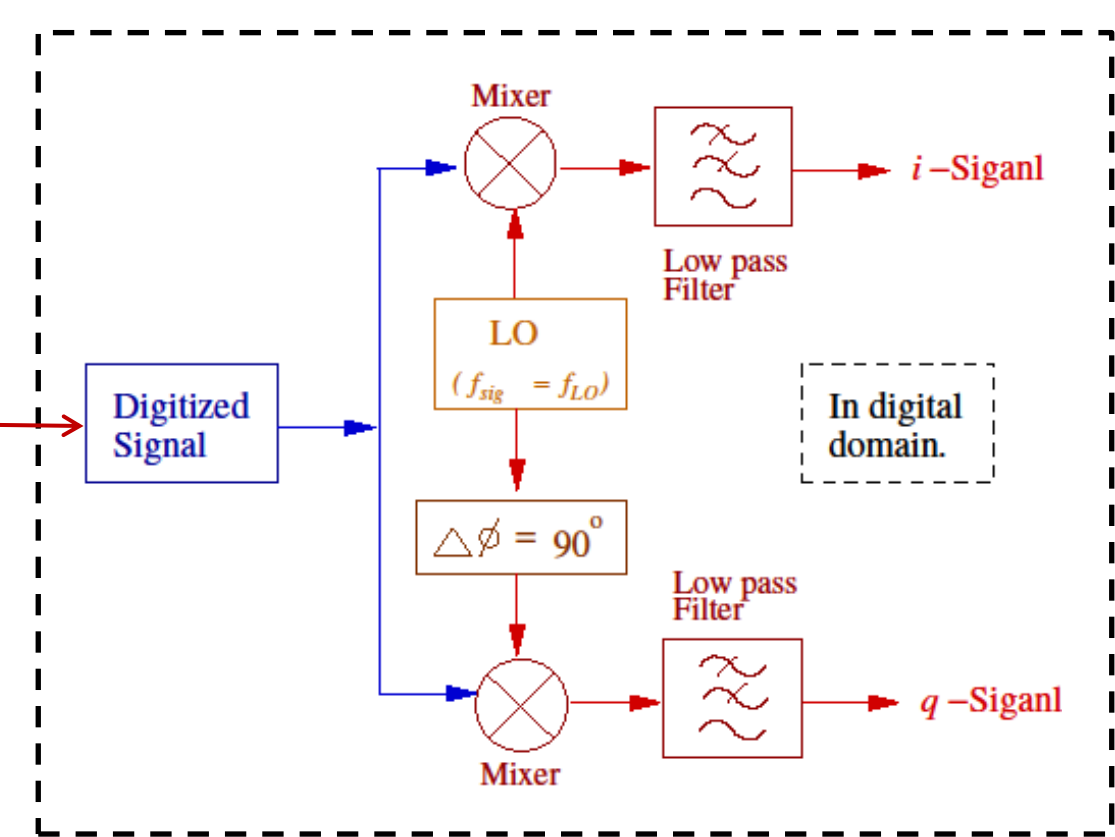 Mixer
i –Siganl
Low pass
Filter
LO
( f_sig = f_LO )
Digitized
Signal
In digital
domain.
△ϕ = 90°
Low pass
Filter
q –Siganl
Mixer